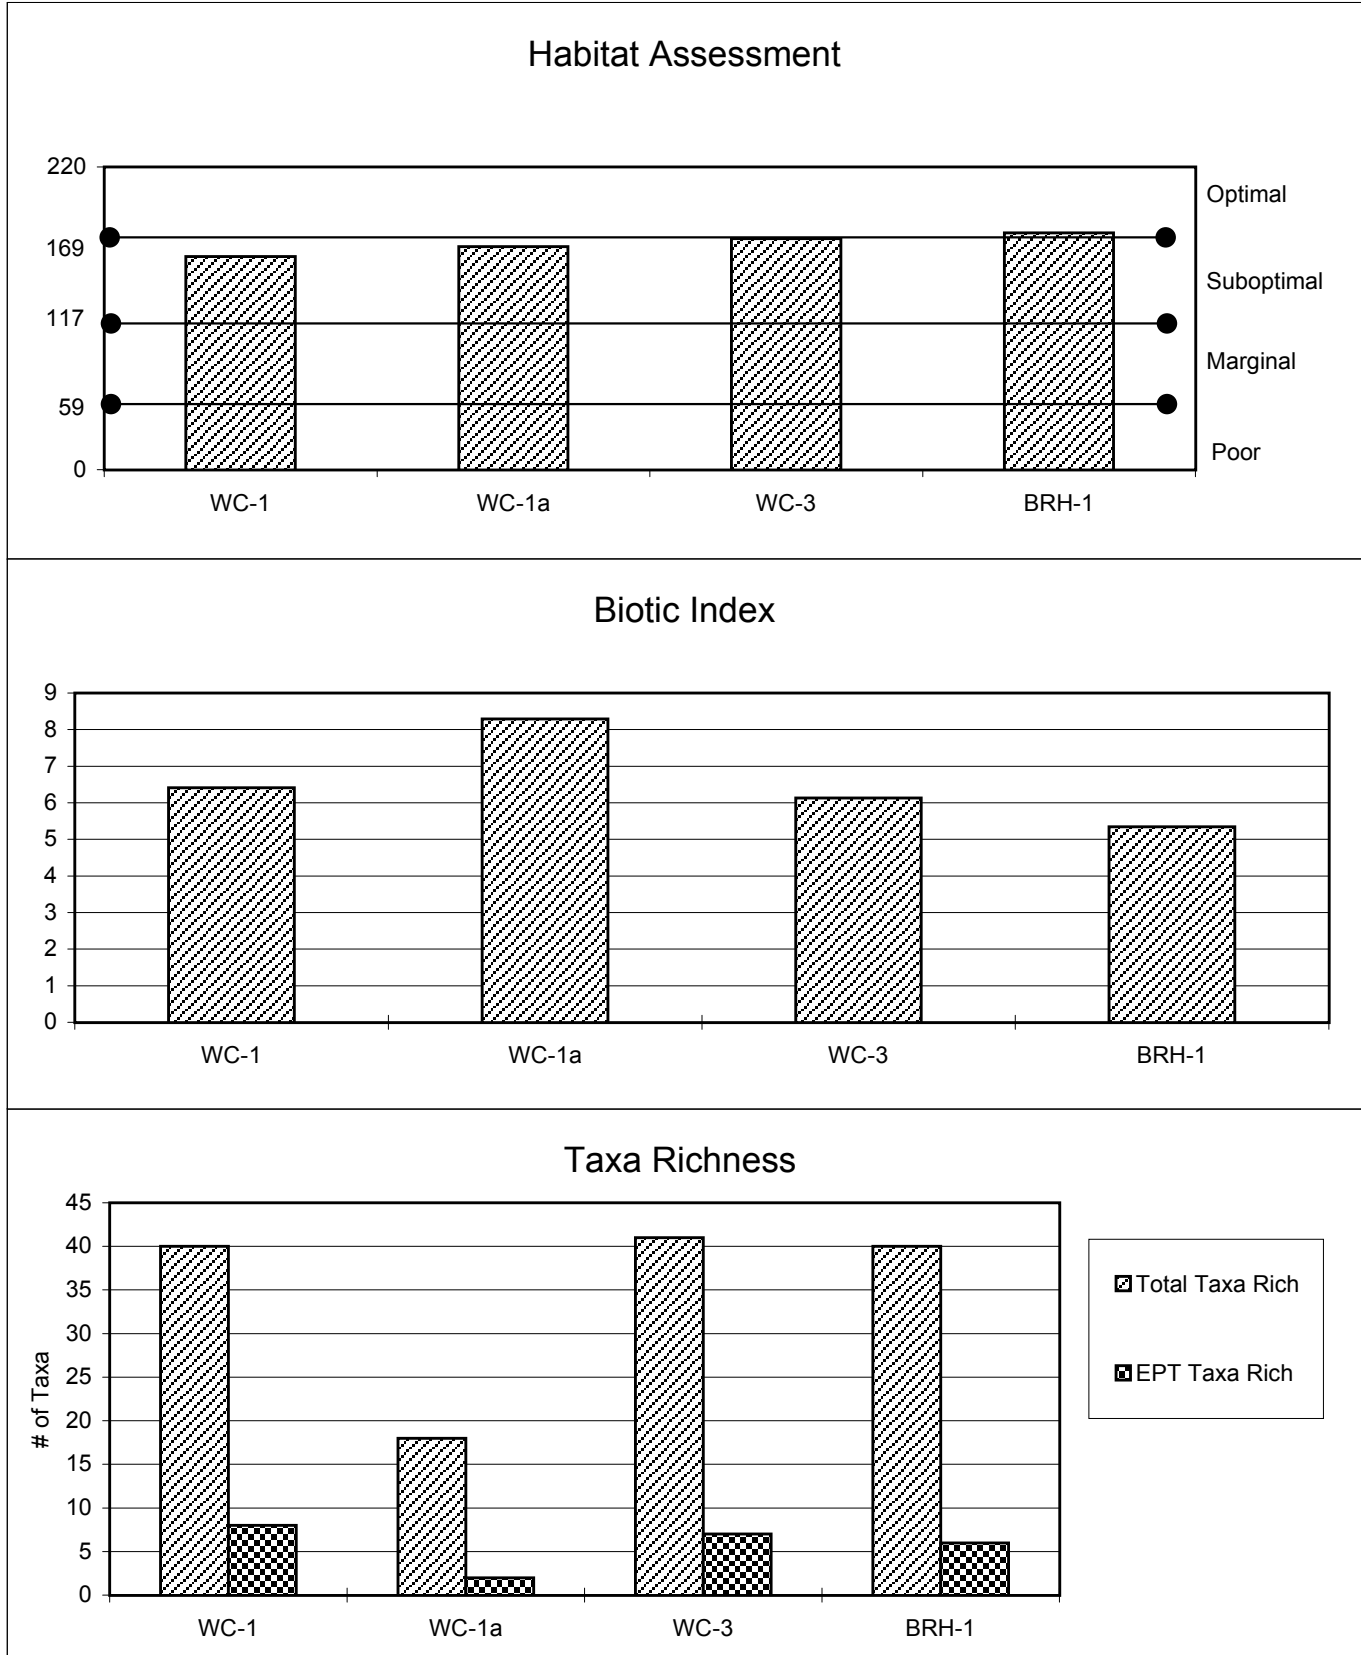 Habitat Assessment
220
169
117
59
0
Optimal
Suboptimal
Marginal
Poor
WC-1 WC-1a WC-3 BRH-1
Biotic Index
9
8
7
6
5
4
3
2
1
0
WC-1 WC-1a WC-3 BRH-1
Taxa Richness
# of Taxa
45
40
35
30
25
20
15
10
5
0
WC-1 WC-1a WC-3 BRH-1
Total Taxa Rich
EPT Taxa Rich